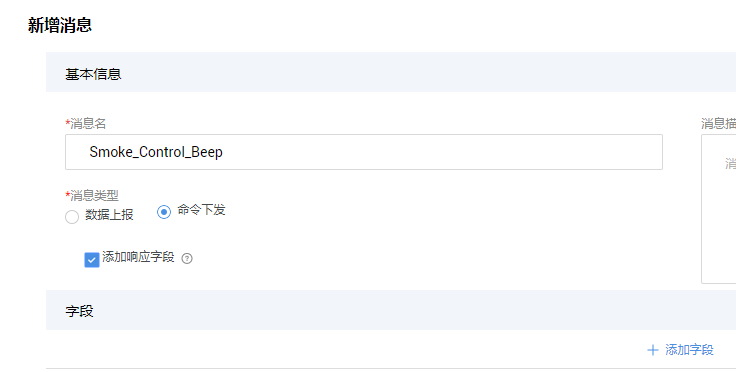 新增消息
基本信息
*消息名
消息描
Smoke_Control_Beep
消
*消息类型
数据上报
命令下发
添加响应字段 ?
字段
+ 添加字段